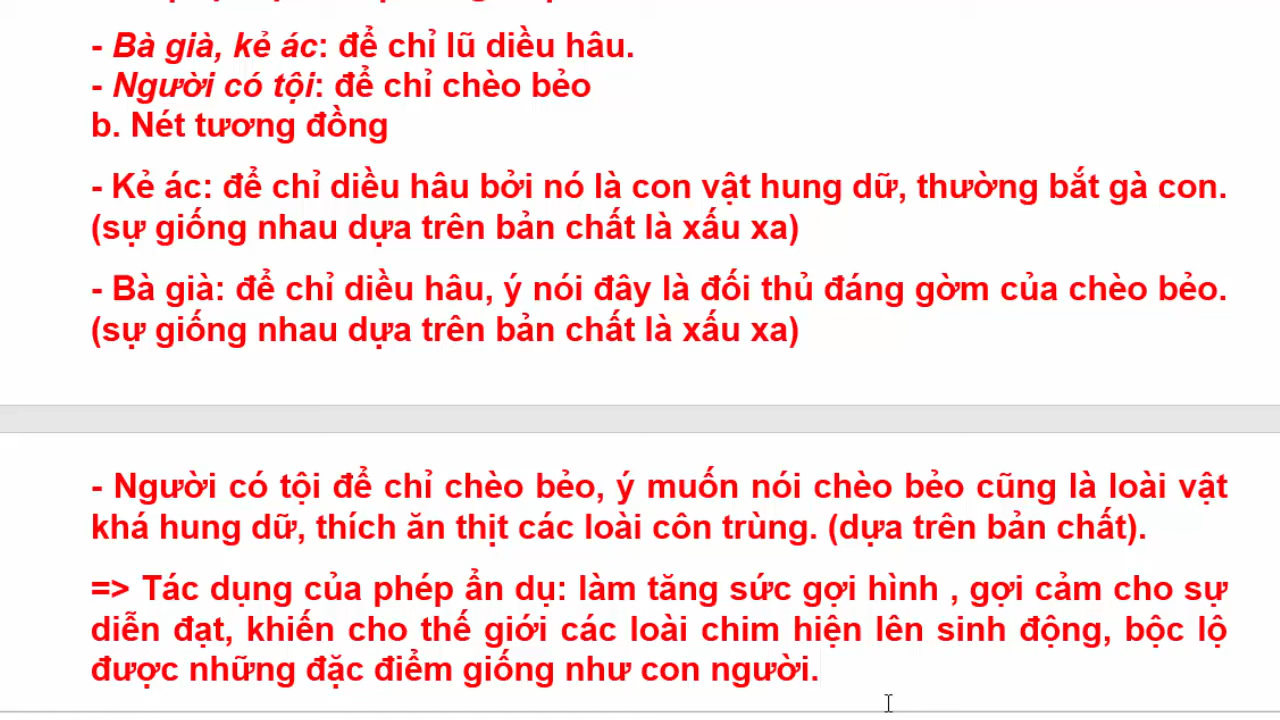 - Bà già, kẻ ác: để chỉ lũ diều hâu.
- Người có tội: để chỉ chèo bẻo
b. Nét tương đồng
- Kẻ ác: để chỉ diều hâu bởi nó là con vật hung dữ, thường bắt gà con.
(sự giống nhau dựa trên bản chất là xấu xa)
- Bà già: để chỉ diều hâu, ý nói đây là đối thủ đáng gờm của chèo bẻo.
(sự giống nhau dựa trên bản chất là xấu xa)
- Người có tội để chỉ chèo bẻo, ý muốn nói chèo bẻo cũng là loài vật
khá hung dữ, thích ăn thịt các loài côn trùng. (dựa trên bản chất).
=> Tác dụng của phép ẩn dụ: làm tăng sức gợi hình , gợi cảm cho sự
diễn đạt, khiến cho thế giới các loài chim hiện lên sinh động, bộc lộ
được những đặc điểm giống như con người.